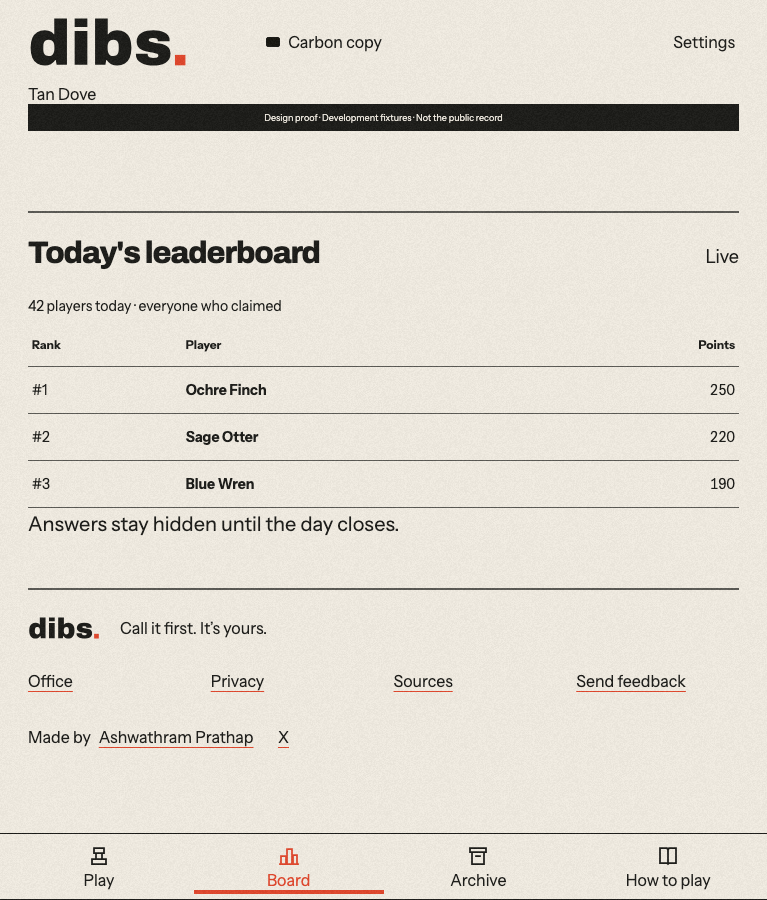 dibs.
Carbon copy
Settings
Tan Dove
Design proof · Development fixtures · Not the public record
Today's leaderboard
Live
42 players today · everyone who claimed
Rank Player Points
#1 Ochre Finch 250
#2 Sage Otter 220
#3 Blue Wren 190
Answers stay hidden until the day closes.
dibs. Call it first. It’s yours.
Office Privacy Sources Send feedback
Made by Ashwathram Prathap X
Play Board Archive How to play